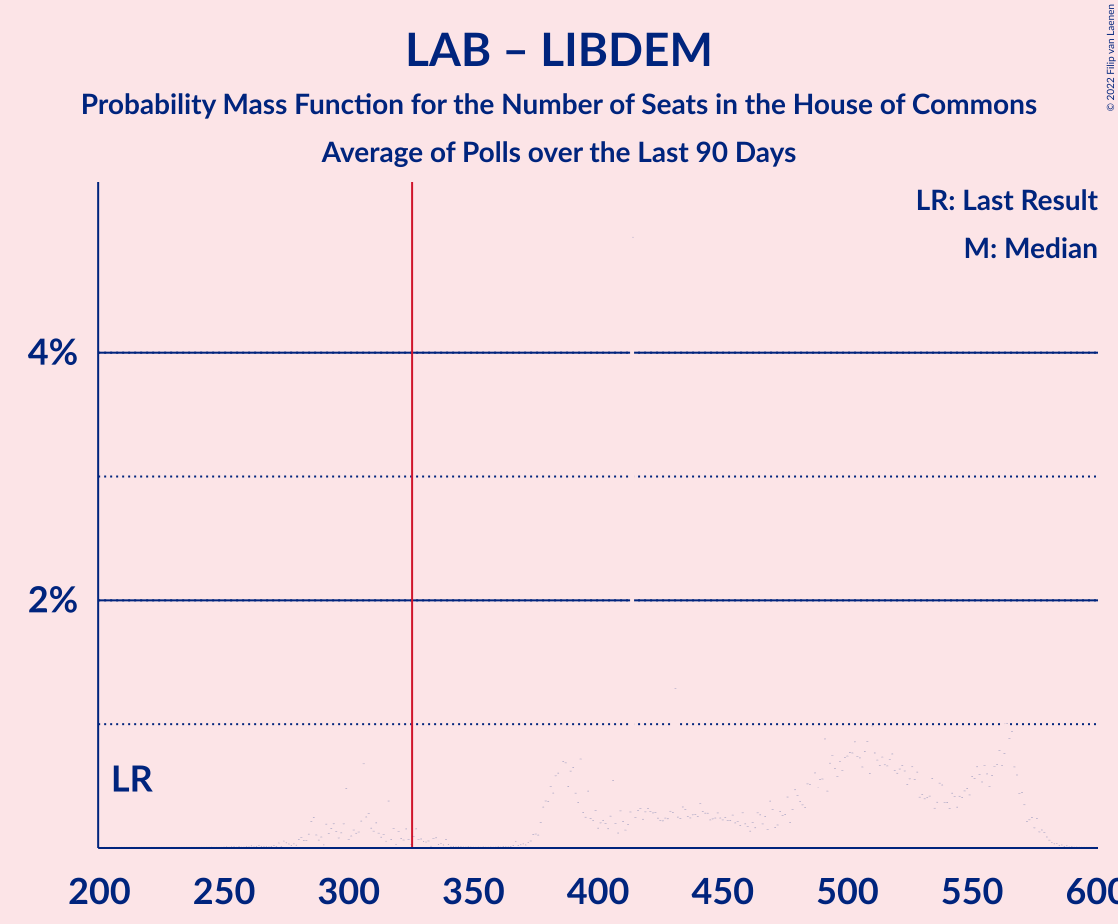 LAB – LIBDEM
Probability Mass Function for the Number of Seats in the House of Commons
Average of Polls over the Last 90 Days
© 2022 Filip van Laenen
LR: Last Result
M: Median
4%
2%
LR
200 250 300 350 400 450 500 550 600